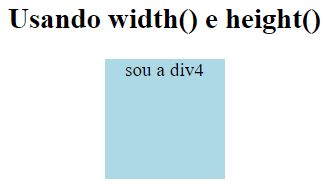 Usando width() e height()
sou a div4